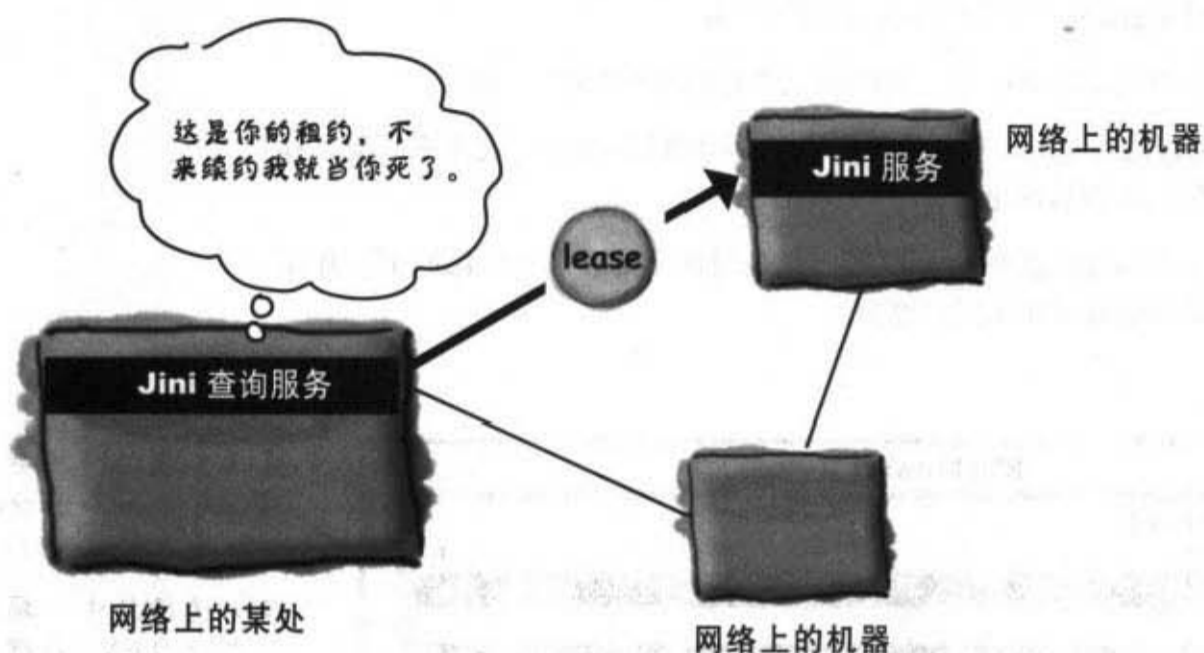 这是你的租约，不
来续约我就当你死了。
网络上的机器
Jini 服务
lease
Jini 查询服务
网络上的某处
网络上的机器